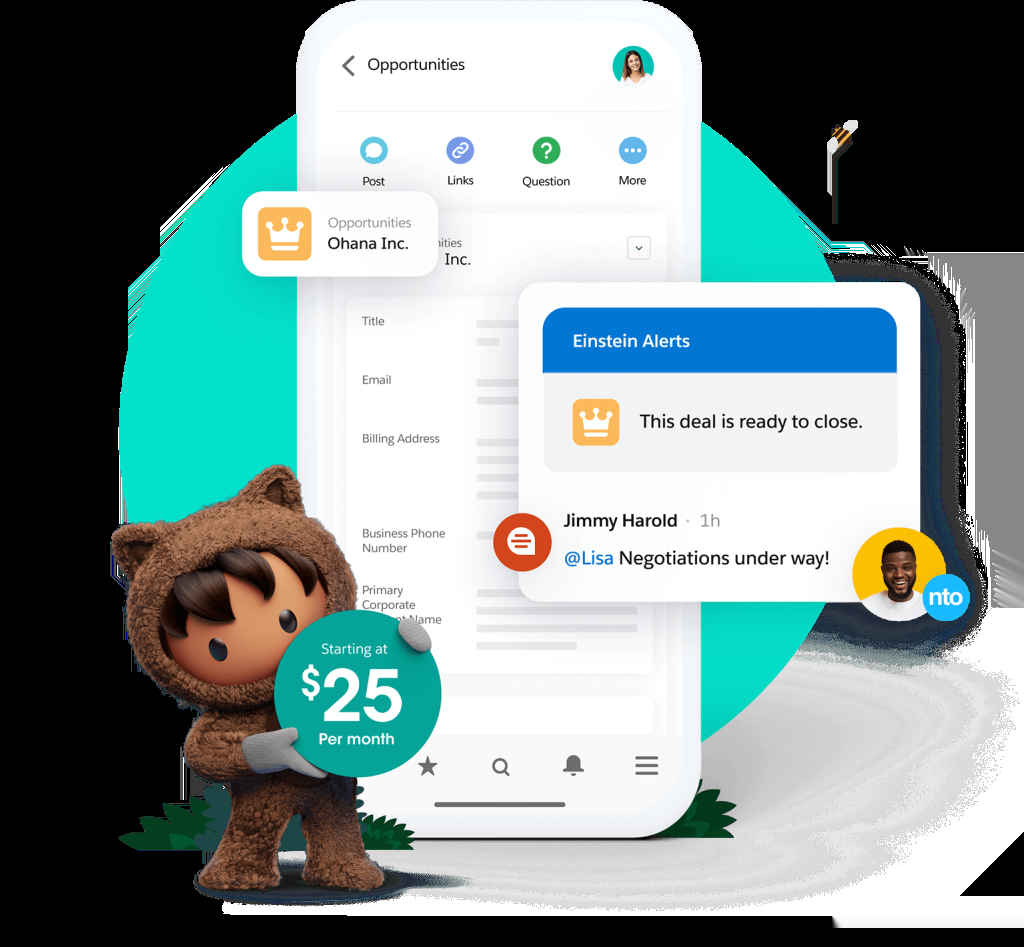 Opportunities
Post
Links
Question
More
Opportunities
Ohana Inc.
nities
Inc.
Title
Email
Billing Address
Business Phone
Number
Primary
Corporate
nt Name
Einstein Alerts
This deal is ready to close.
Jimmy Harold · 1h
@Lisa Negotiations under way!
nto
Starting at
$25
Per month